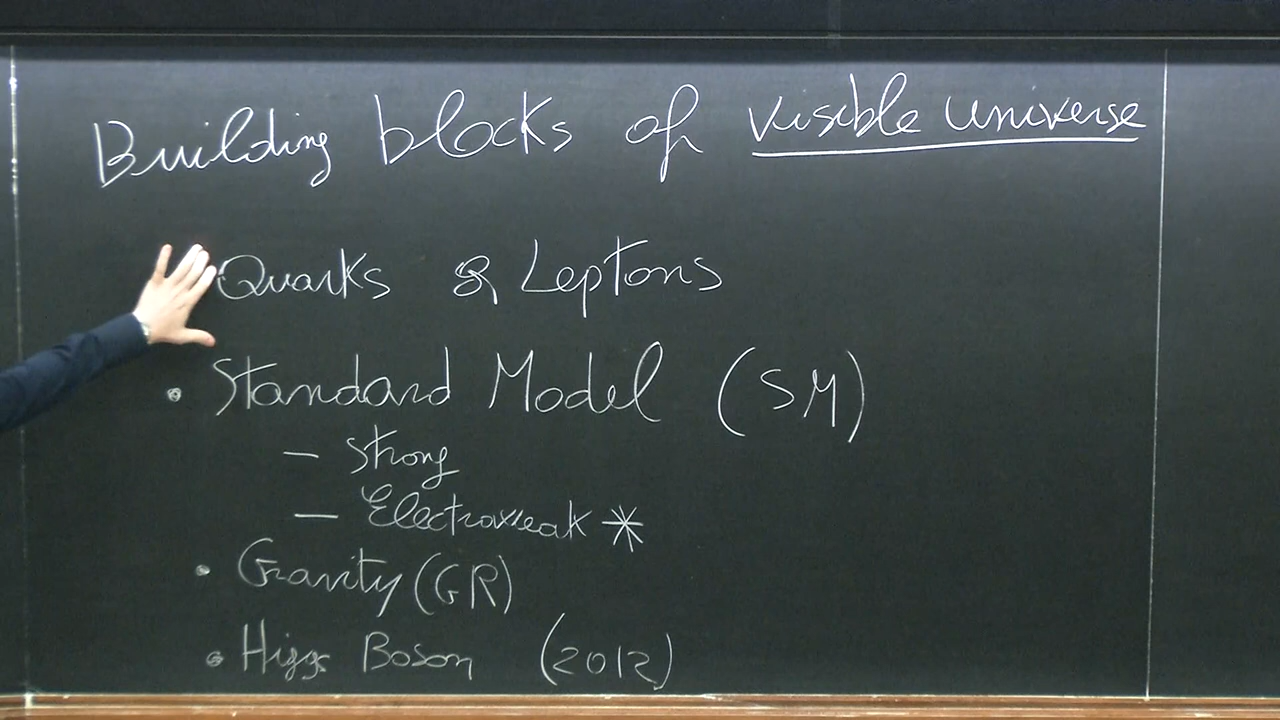 Building blocks of visible universe
Quarks & Leptons
• Standard Model (SM)
— Strong
— Electroweak *
• Gravity (GR)
• Higgs Boson (2012)